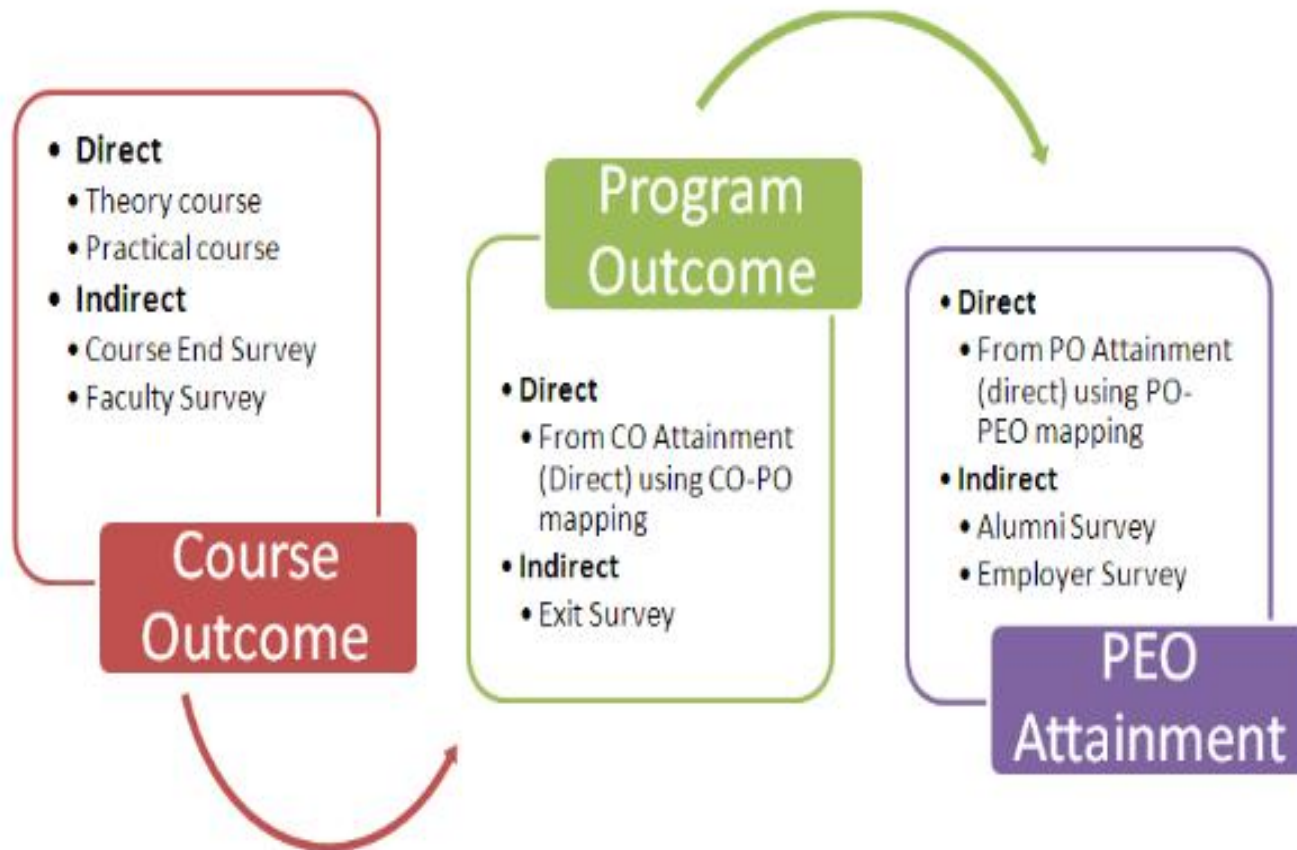 • Direct
• Theory course
• Practical course
• Indirect
• Course End Survey
• Faculty Survey
Course
Outcome
Program
Outcome
• Direct
• From CO Attainment
(Direct) using CO-PO
mapping
• Indirect
• Exit Survey
• Direct
• From PO Attainment
(direct) using PO-
PEO mapping
• Indirect
• Alumni Survey
• Employer Survey
PEO
Attainment